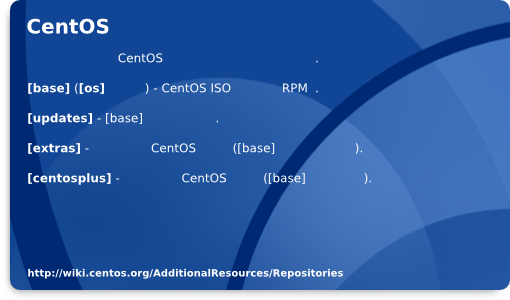 CentOS
CentOS .
[base] ([os] ) - CentOS ISO RPM .
[updates] - [base] .
[extras] - CentOS ([base] ).
[centosplus] - CentOS ([base] ).
http://wiki.centos.org/AdditionalResources/Repositories